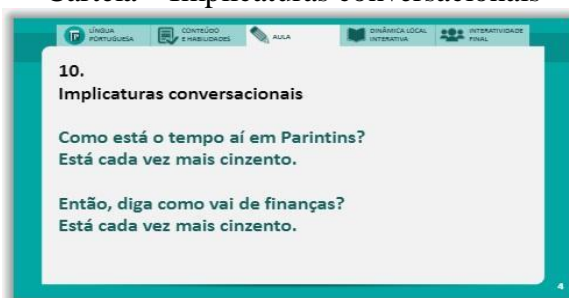 Cartela – Implicaturas conversacionais
LÍNGUA PORTUGUESA
CONTEÚDO E HABILIDADES
AULA
DINÂMICA LOCAL INTERATIVA
INTERATIVIDADE FINAL
10.
Implicaturas conversacionais
Como está o tempo aí em Parintins?
Está cada vez mais cinzento.
Então, diga como vai de finanças?
Está cada vez mais cinzento.
4